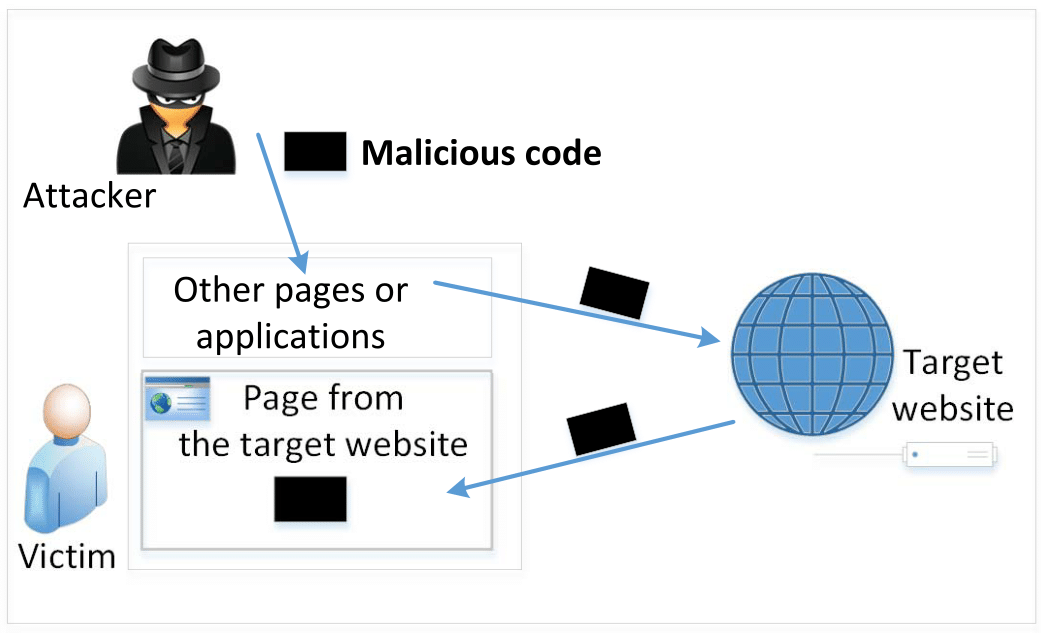 Malicious code
Attacker
Other pages or
applications
Page from
the target website
Target
website
Victim